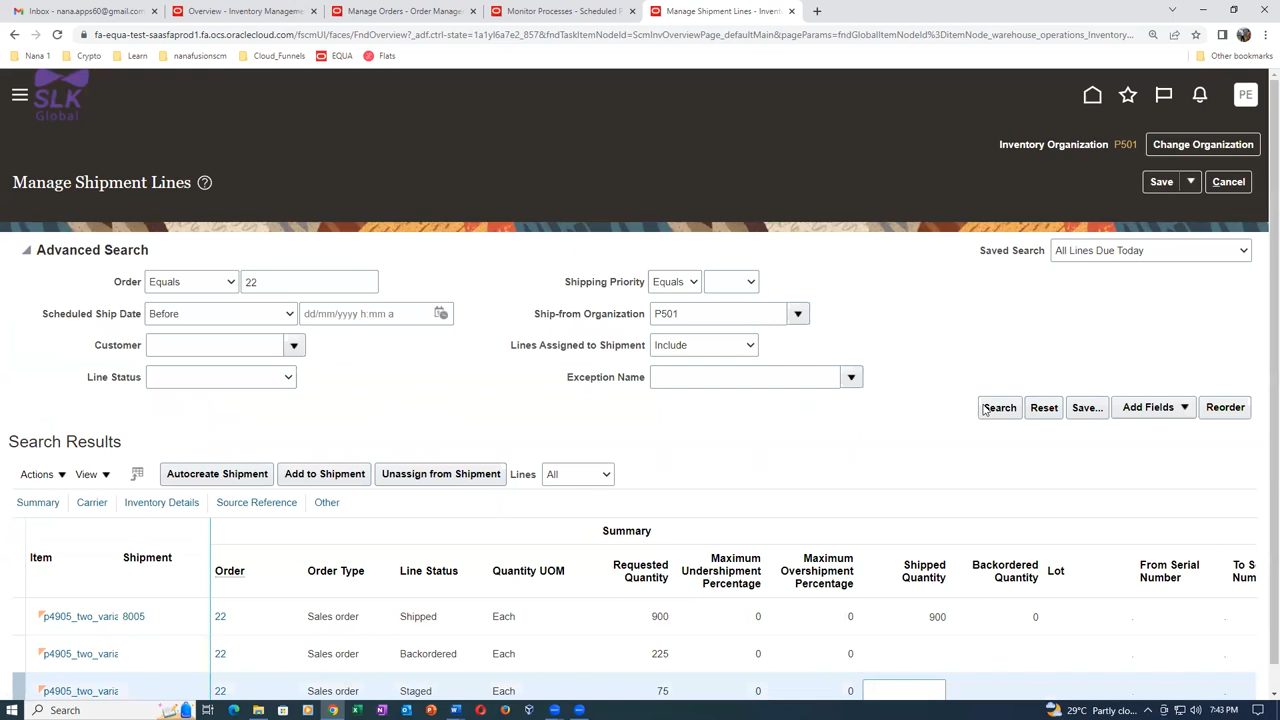 Inbox - nana.apps60@gmail.com
Overview - Inventory Manageme
Manage Orders - Order Manage
Monitor Processes - Scheduled P
Manage Shipment Lines - Inven
fa-equa-test-saasfaprod1.fa.ocs.oraclecloud.com/fscmUI/faces/FndOverview?_adf.ctrl-state=1a1yl6a7e2_857&fndTaskItemNodeId=ScmInvOverviewPage_defaultMain&pageParams=fndGlobalItemNodeId%3DitemNode_warehouse_operations_Inventory...
Nana 1 Crypto Learn nanafusionscm Cloud_Funnels EQUA Flats Other bookmarks
SLK
Global
PE
Inventory Organization P501 Change Organization
Manage Shipment Lines Save Cancel
Advanced Search Saved Search All Lines Due Today
Order Equals 22 Shipping Priority Equals
Scheduled Ship Date Before dd/mm/yyyy h:mm a Ship-from Organization P501
Customer Lines Assigned to Shipment Include
Line Status Exception Name
Search Reset Save... Add Fields Reorder
Search Results
Actions View Autocreate Shipment Add to Shipment Unassign from Shipment Lines All
Summary Carrier Inventory Details Source Reference Other
Summary
Item Shipment Order Order Type Line Status Quantity UOM Requested Quantity Maximum Undershipment Percentage Maximum Overshipment Percentage Shipped Quantity Backordered Quantity Lot From Serial Number To Se Num
p4905_two_varia 8005 22 Sales order Shipped Each 900 0 0 900 0 . .
p4905_two_varia 22 Sales order Backordered Each 225 0 0 . .
p4905_two_varia 22 Sales order Staged Each 75 0 0 . .
Search 29°C Partly clo... 7:43 PM